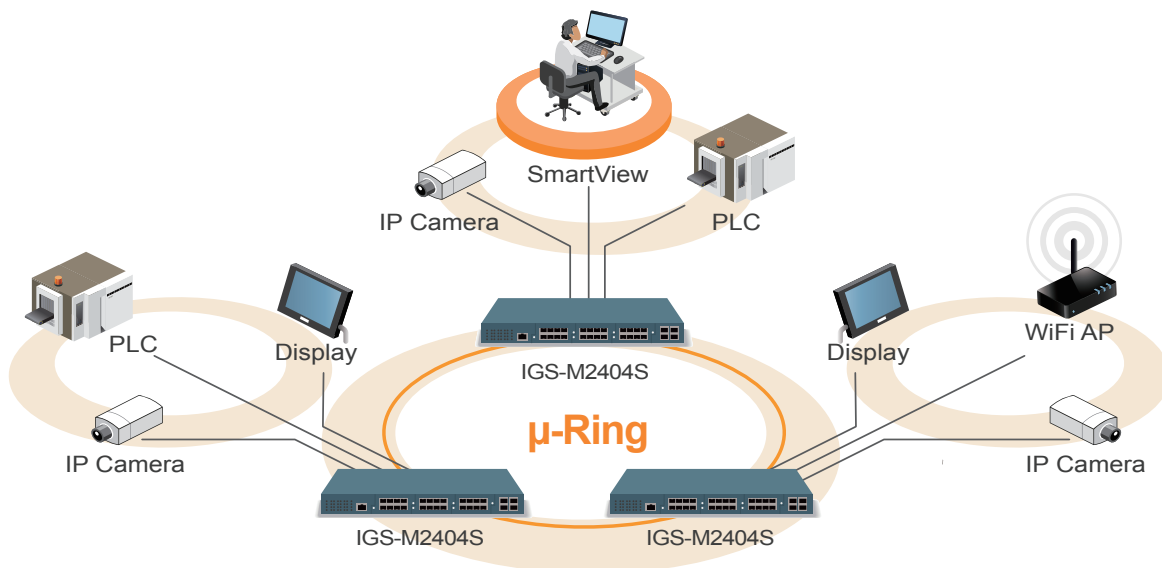 SmartView
IP Camera
PLC
WiFi AP
PLC
Display
Display
IGS-M2404S
µ-Ring
IP Camera
IP Camera
IGS-M2404S
IGS-M2404S